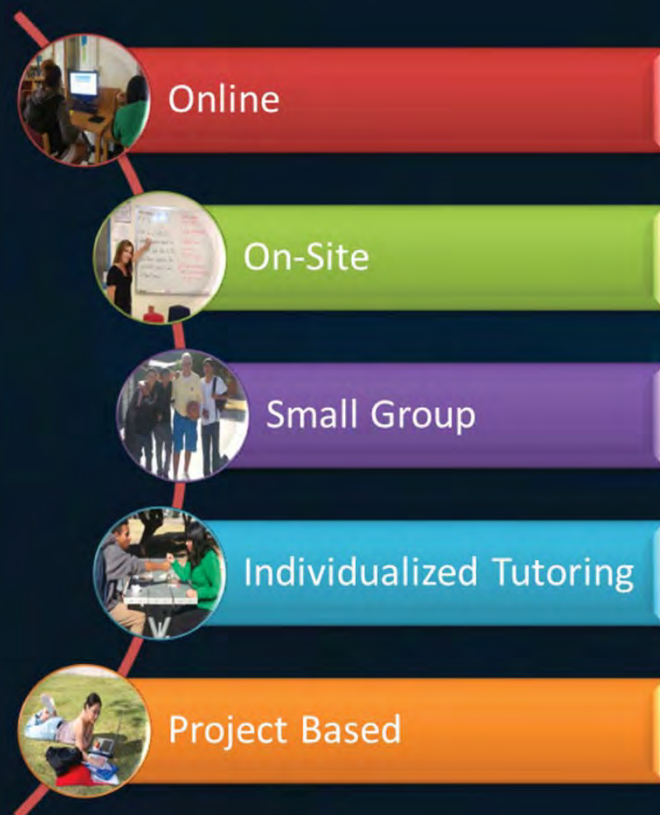 Online
On-Site
Small Group
Individualized Tutoring
Project Based